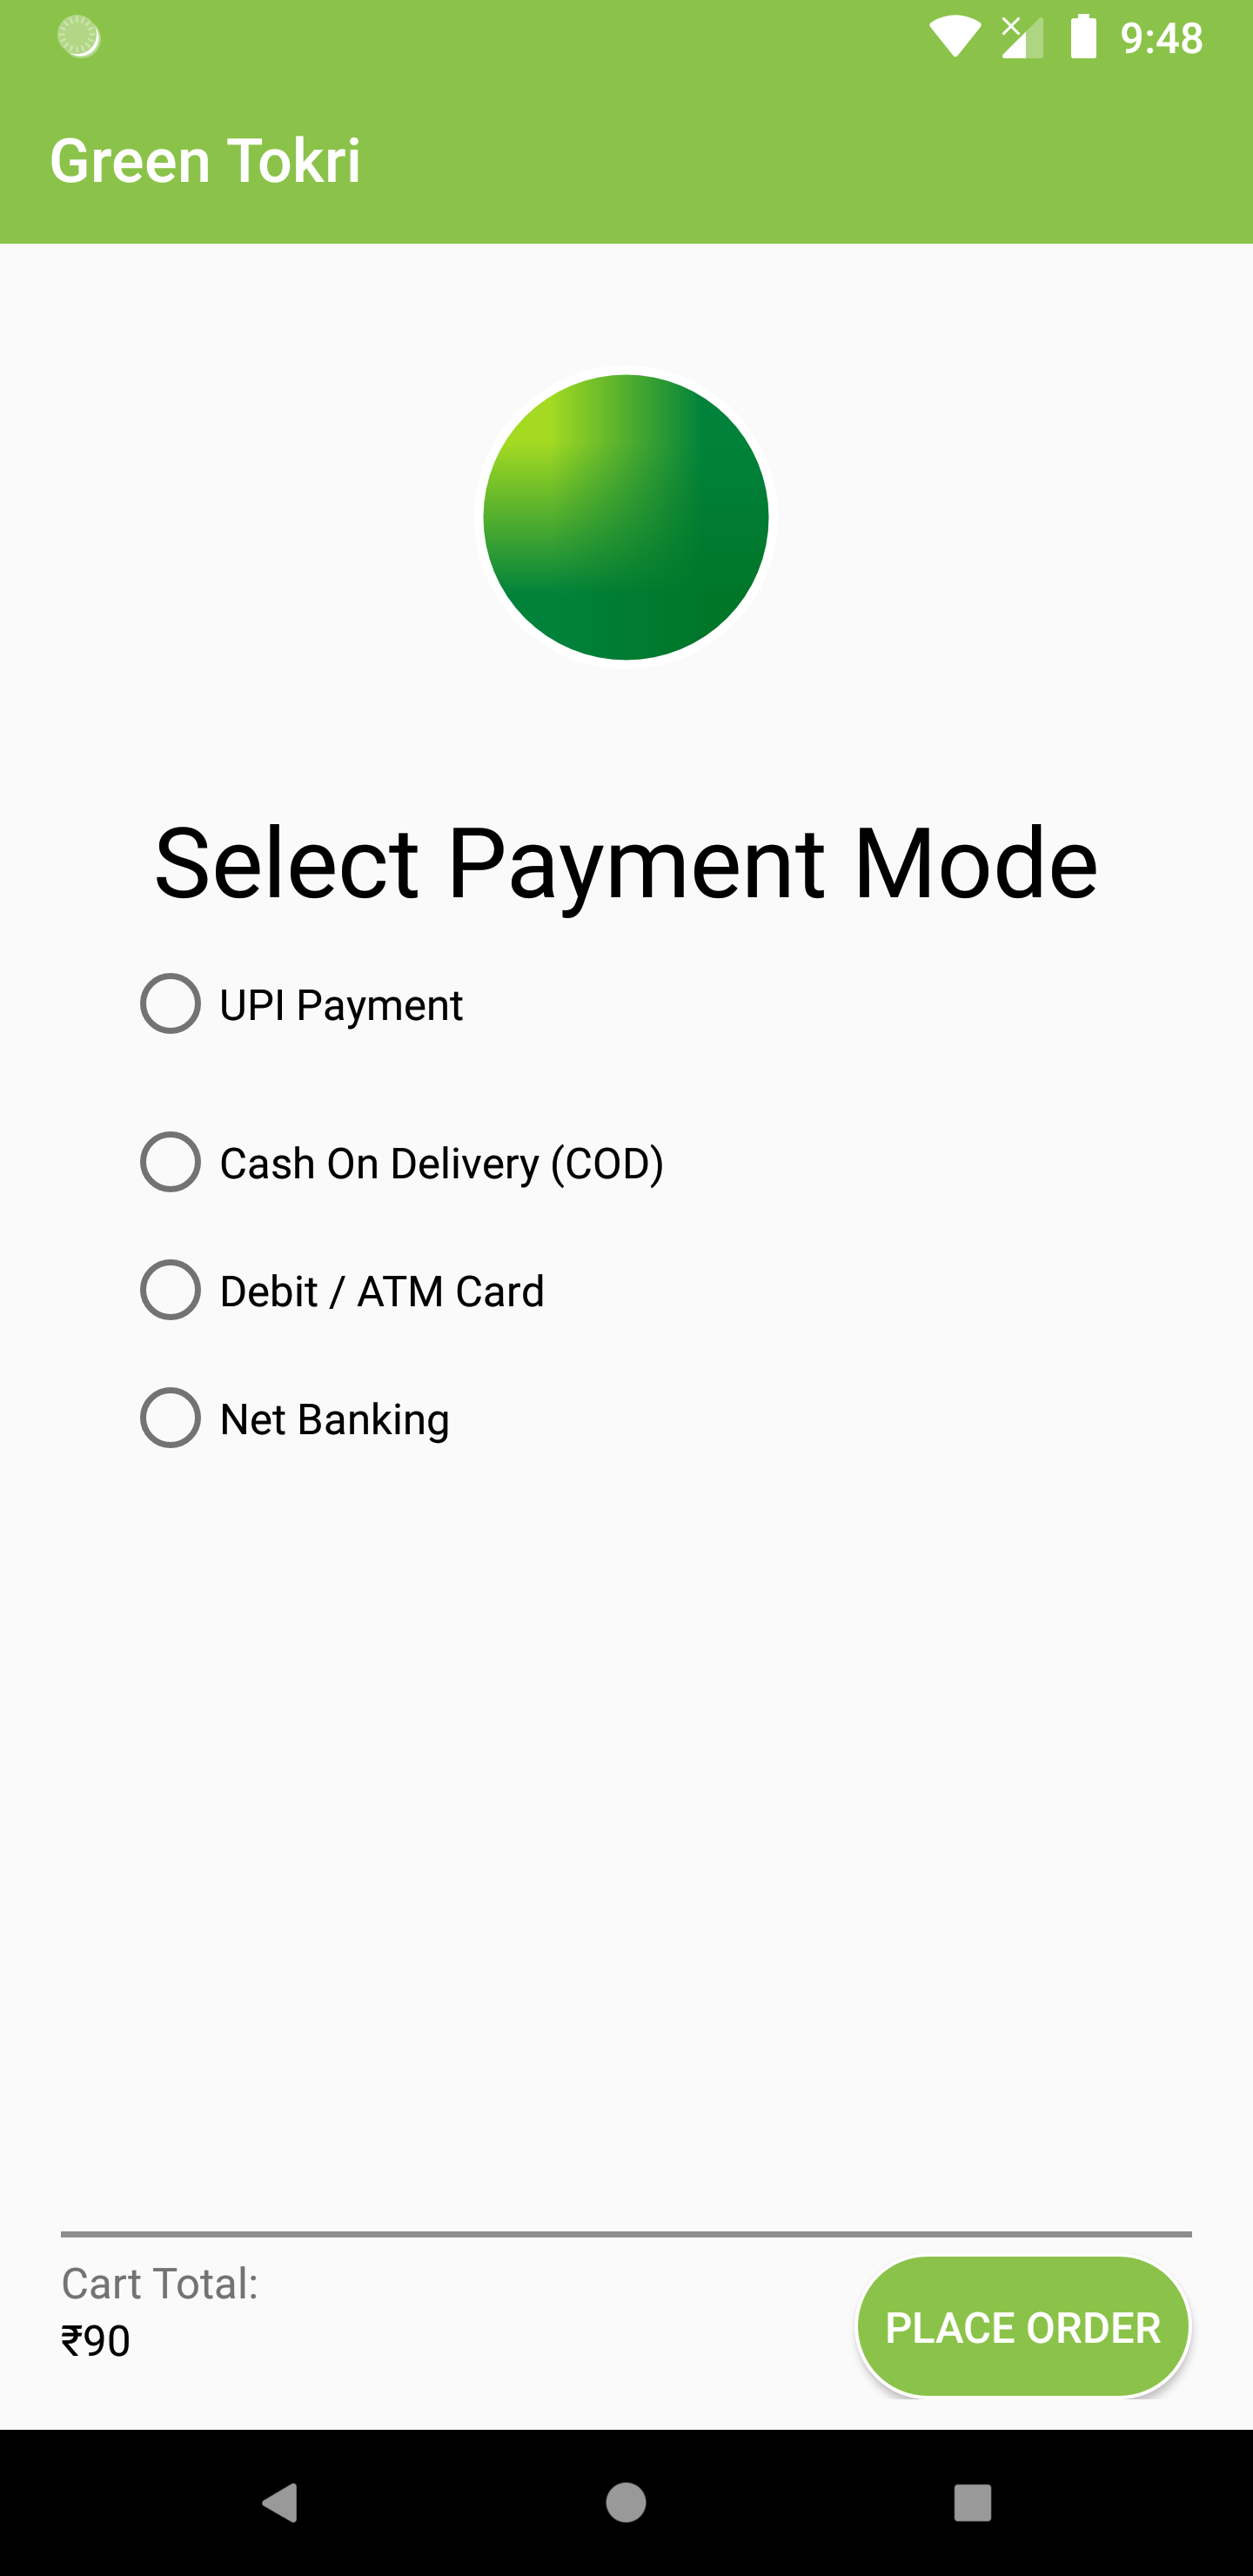 9:48
Green Tokri
Select Payment Mode
UPI Payment
Cash On Delivery (COD)
Debit / ATM Card
Net Banking
Cart Total:
₹90
PLACE ORDER